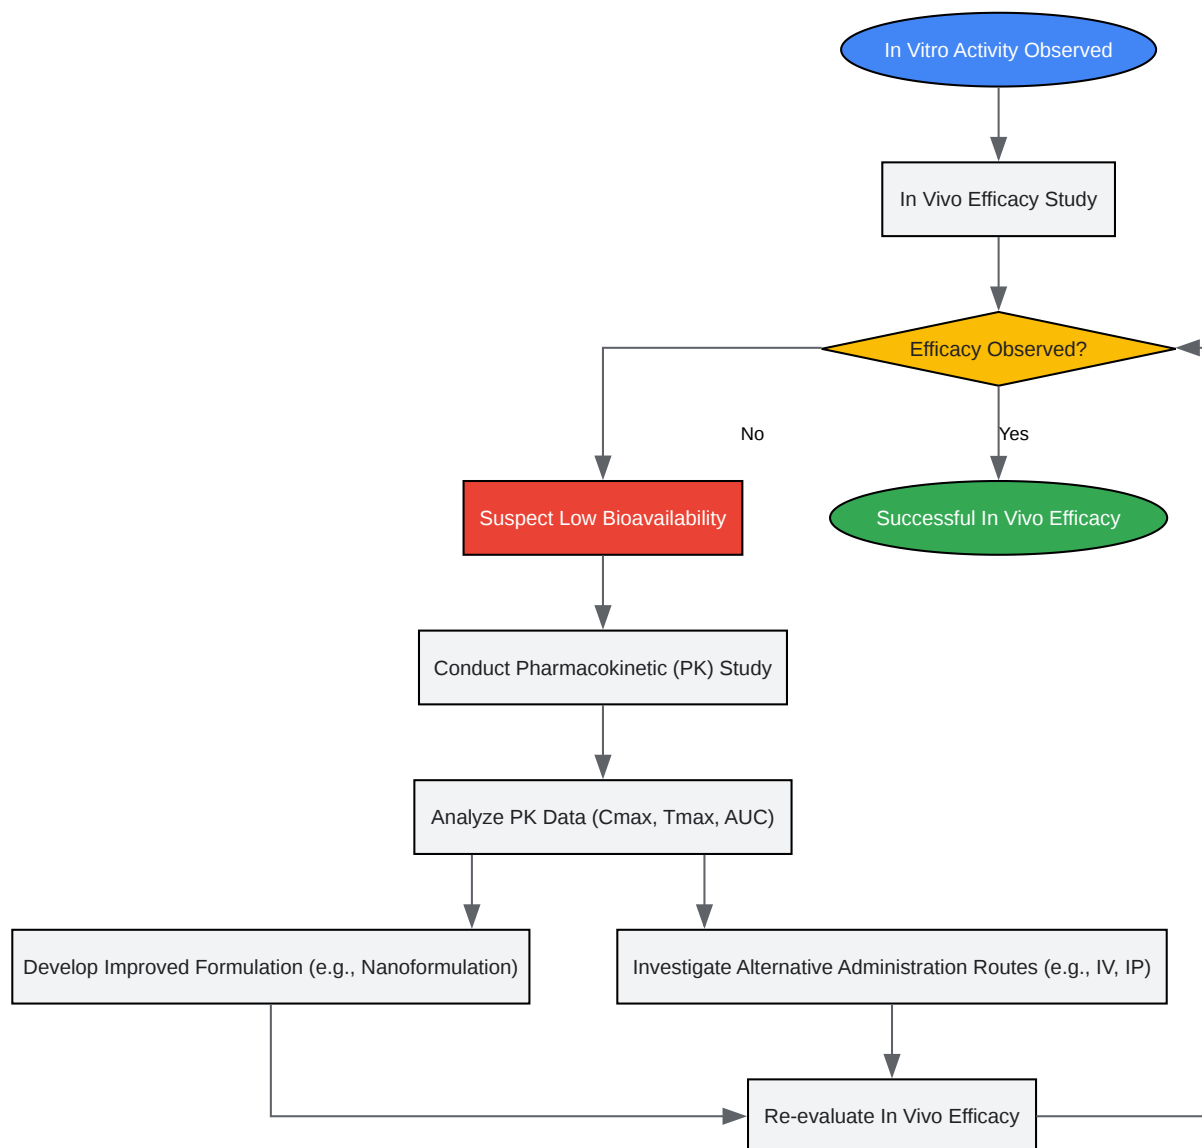 In Vitro Activity Observed
In Vivo Efficacy Study
Efficacy Observed?
No
Yes
Suspect Low Bioavailability
Successful In Vivo Efficacy
Conduct Pharmacokinetic (PK) Study
Analyze PK Data (Cmax, Tmax, AUC)
Develop Improved Formulation (e.g., Nanoformulation)
Investigate Alternative Administration Routes (e.g., IV, IP)
Re-evaluate In Vivo Efficacy